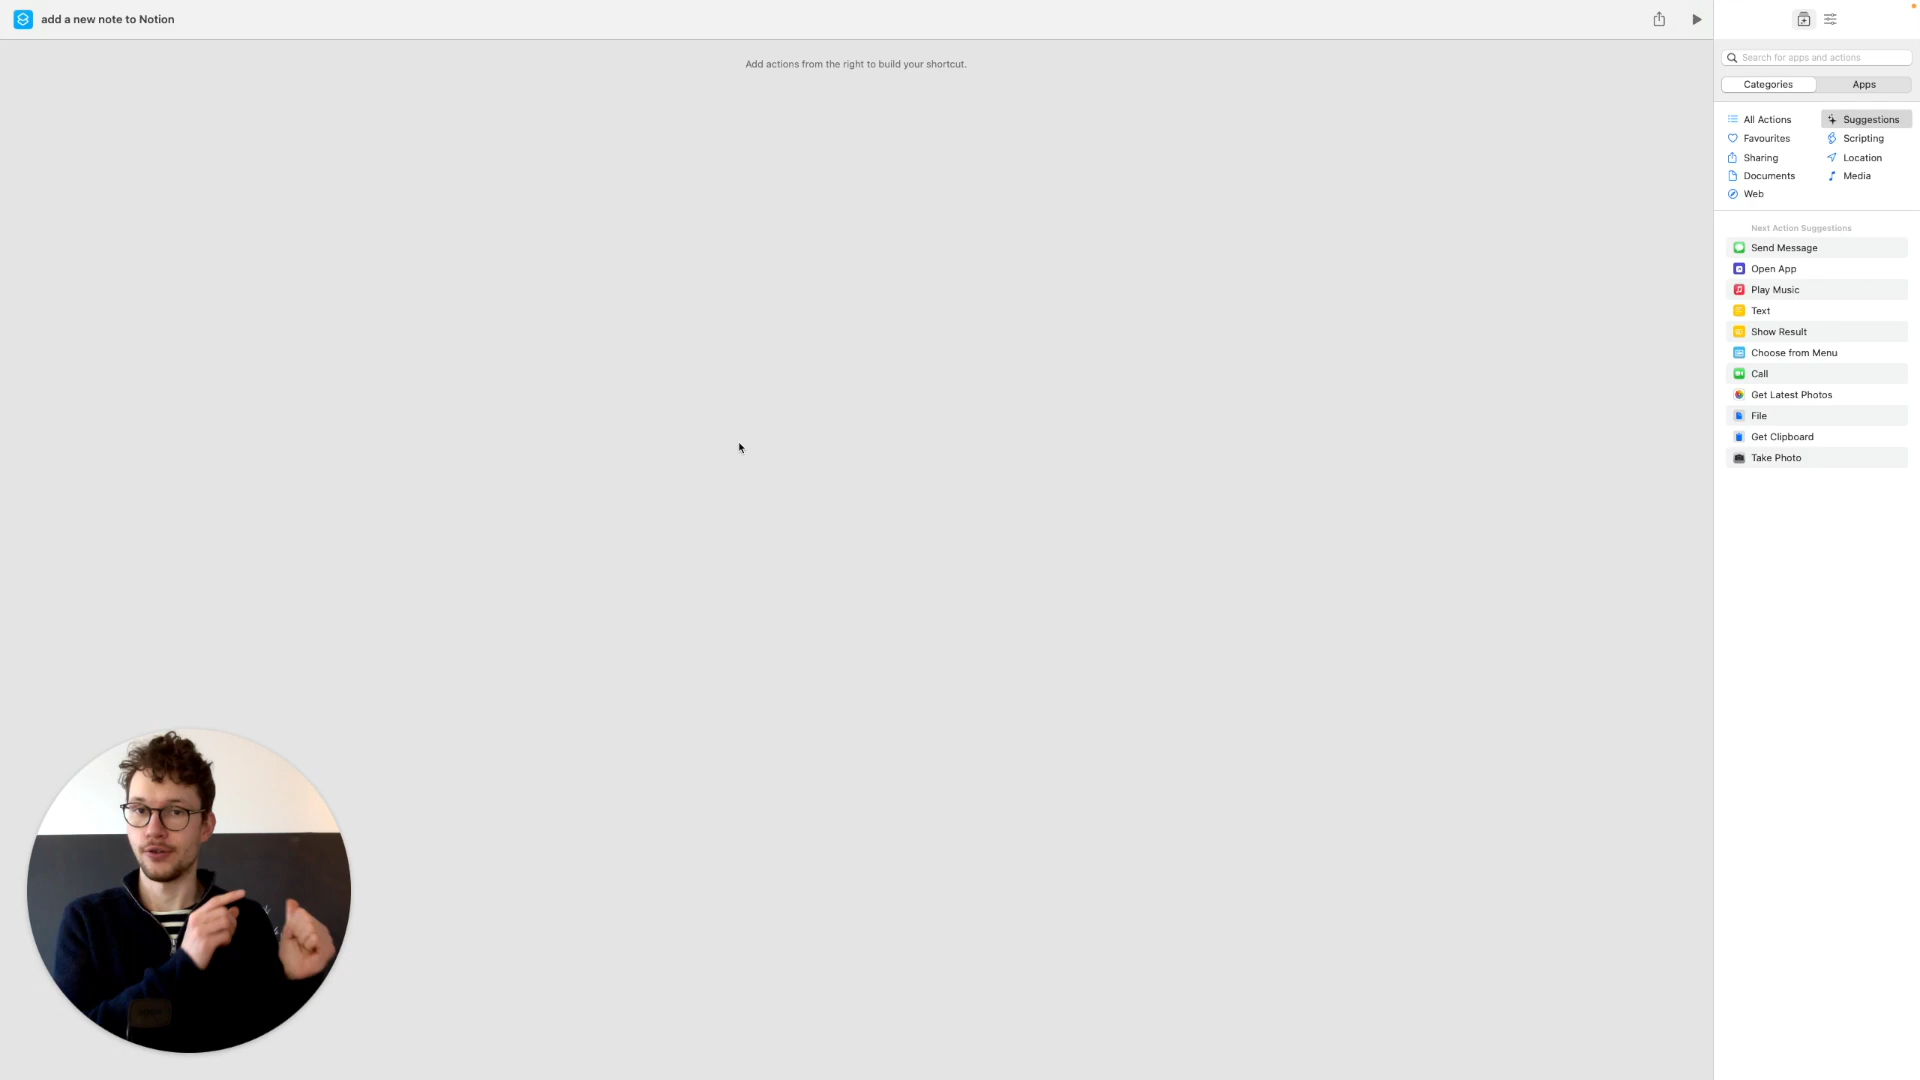 add a new note to Notion
Add actions from the right to build your shortcut.
Search for apps and actions
Categories
Apps
All Actions
Suggestions
Favourites
Scripting
Sharing
Location
Documents
Media
Web
Next Action Suggestions
Send Message
Open App
Play Music
Text
Show Result
Choose from Menu
Call
Get Latest Photos
File
Get Clipboard
Take Photo